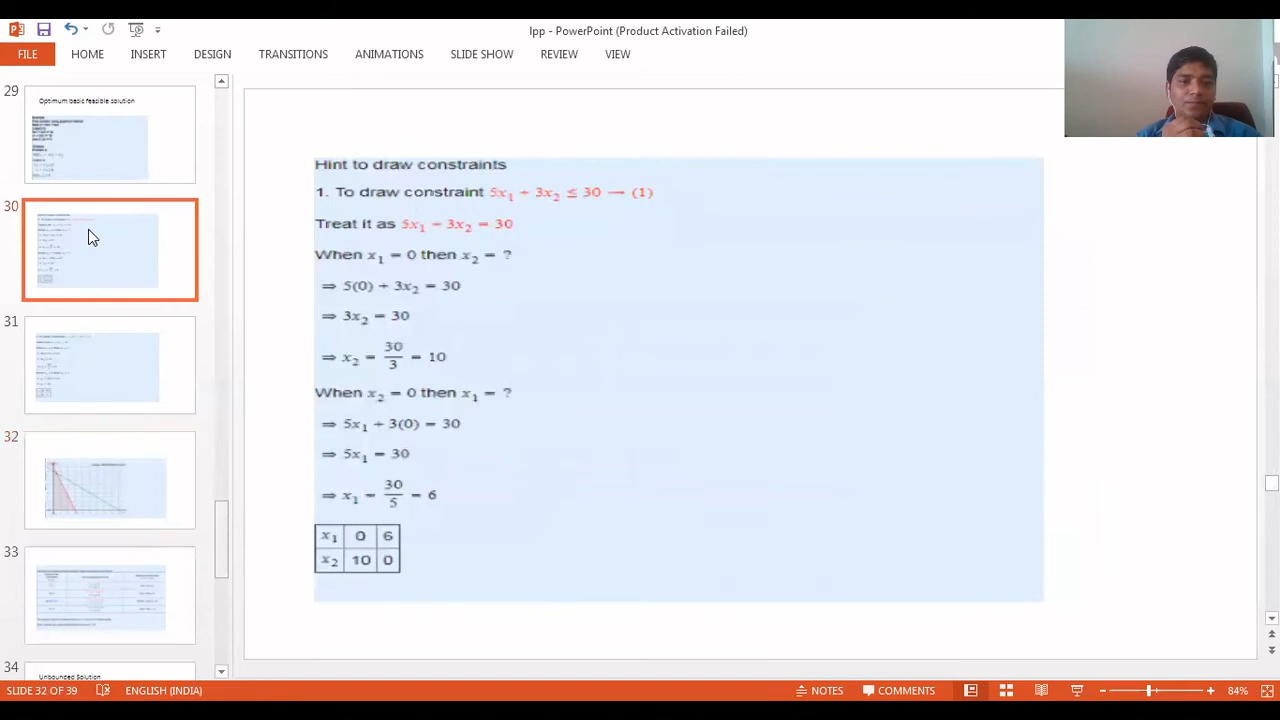 lpp - PowerPoint (Product Activation Failed)
FILE HOME INSERT DESIGN TRANSITIONS ANIMATIONS SLIDE SHOW REVIEW VIEW
29
Optimum basic feasible solution
30
31
32
33
34
Unbounded Solution
Hint to draw constraints
1. To draw constraint 5x₁ + 3x₂ ≤ 30 → (1)
Treat it as 5x₁ + 3x₂ = 30
When x₁ = 0 then x₂ = ?
⇒ 5(0) + 3x₂ = 30
⇒ 3x₂ = 30
⇒ x₂ = 30/3 = 10
When x₂ = 0 then x₁ = ?
⇒ 5x₁ + 3(0) = 30
⇒ 5x₁ = 30
⇒ x₁ = 30/5 = 6
x₁ 0 6
x₂ 10 0
SLIDE 32 OF 39 ENGLISH (INDIA) NOTES COMMENTS 84%